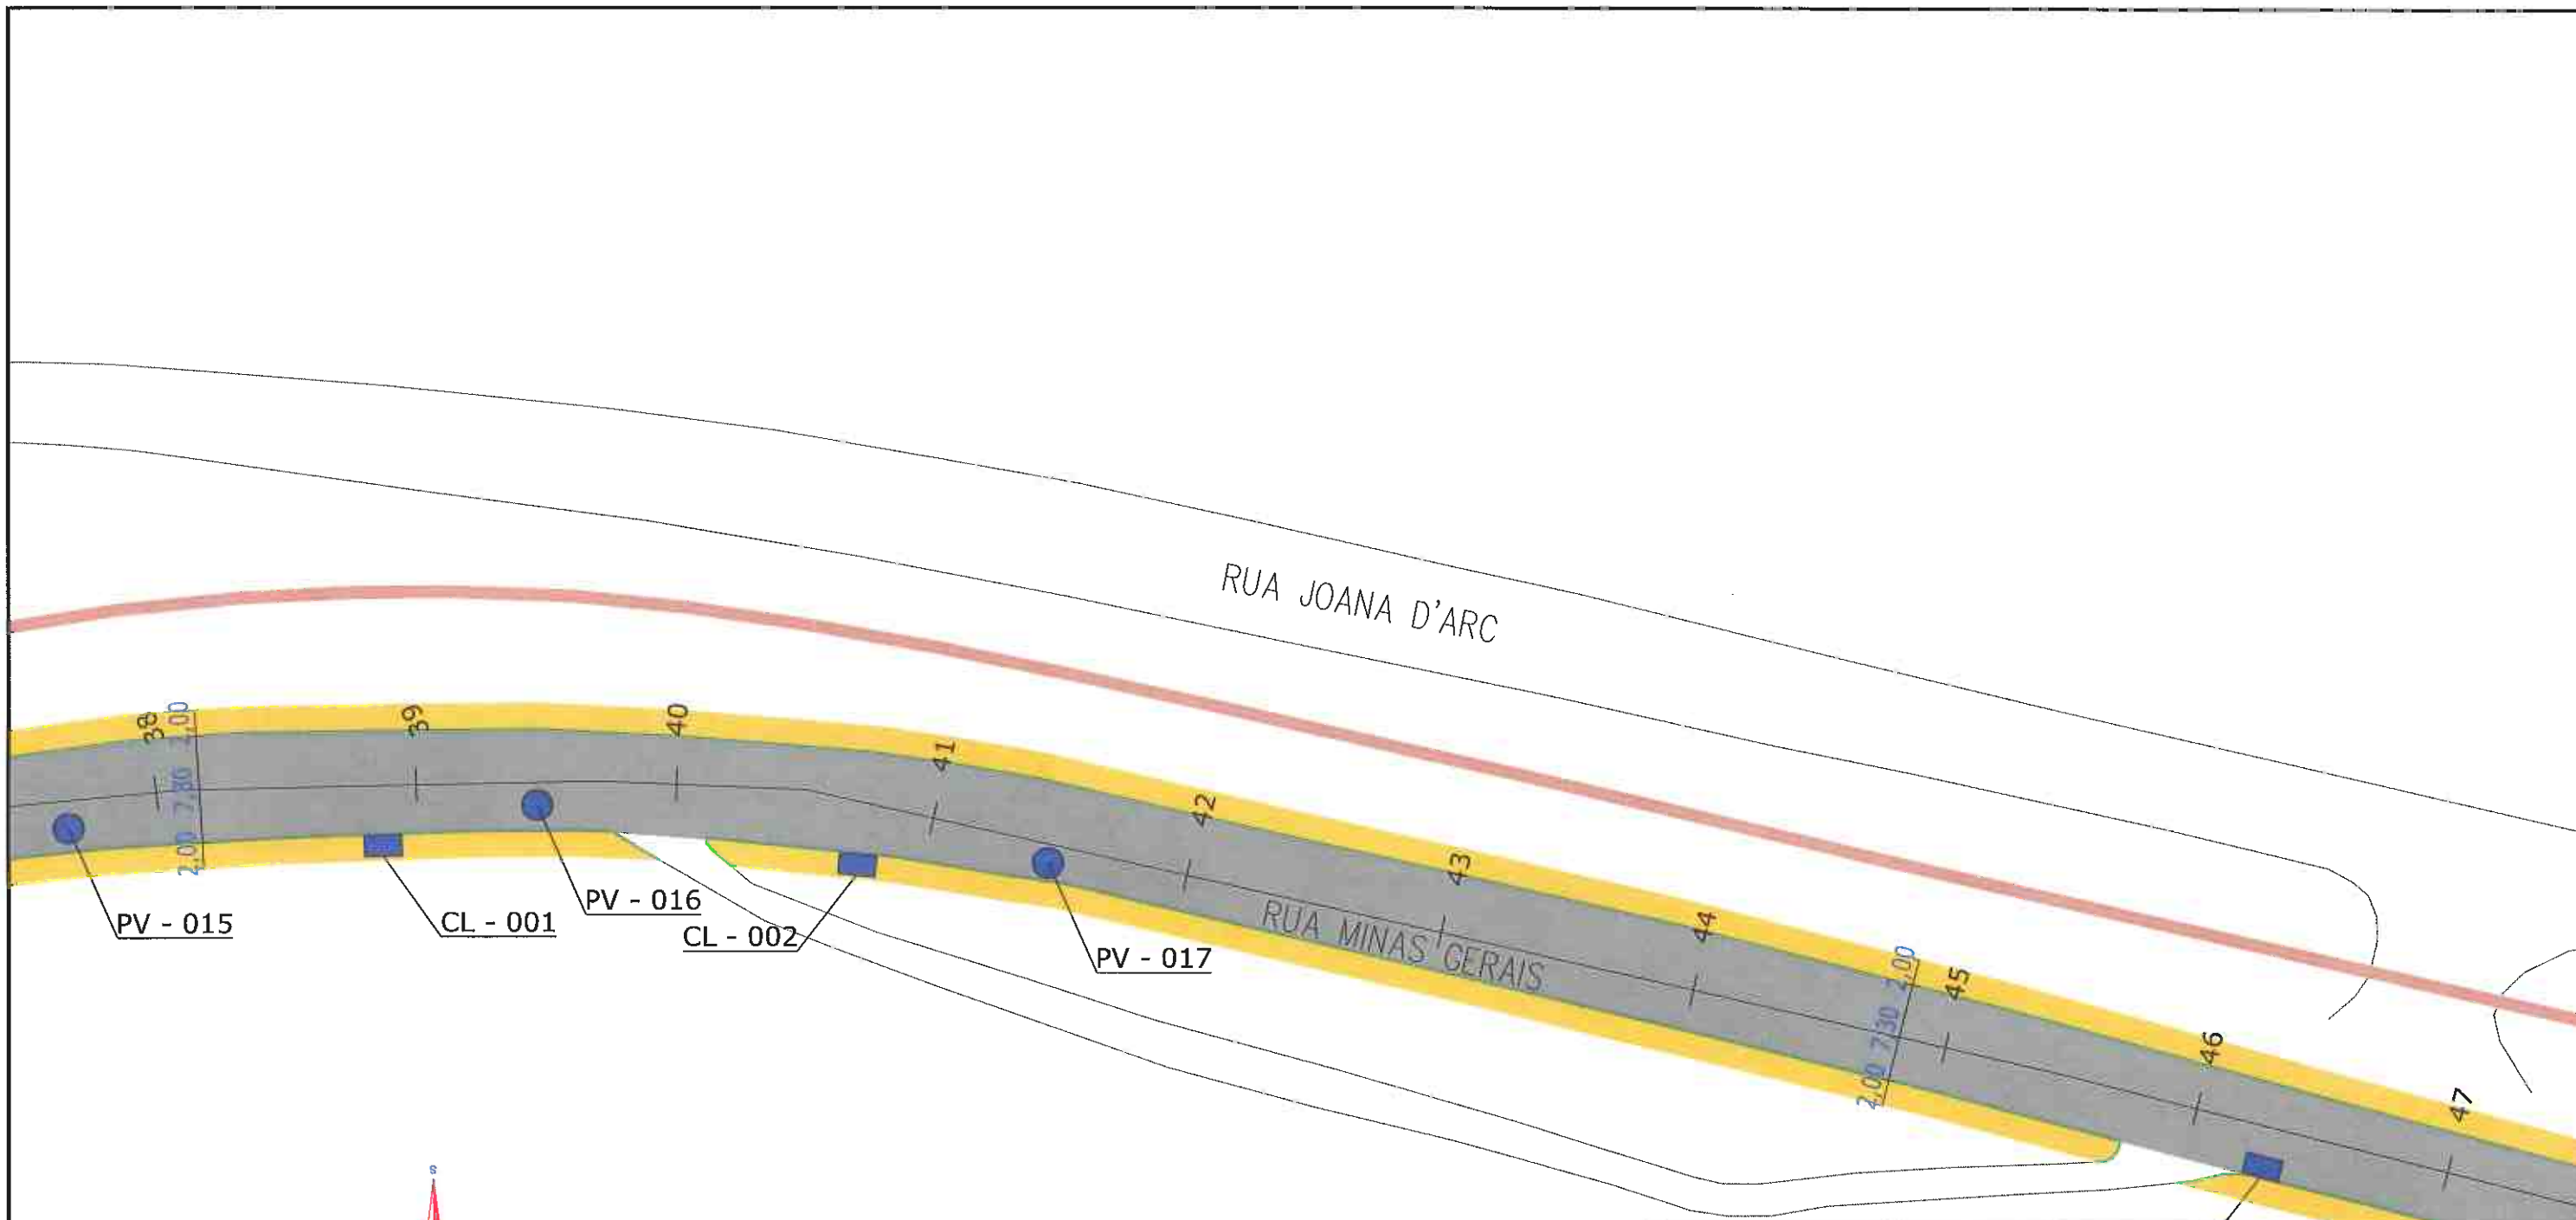 RUA JOANA D'ARC
38
2,00
7,86
2,00
39
40
41
42
43
44
45
46
47
PV - 015
CL - 001
PV - 016
CL - 002
PV - 017
RUA MINAS GERAIS
2,00
7,30
2,00
s